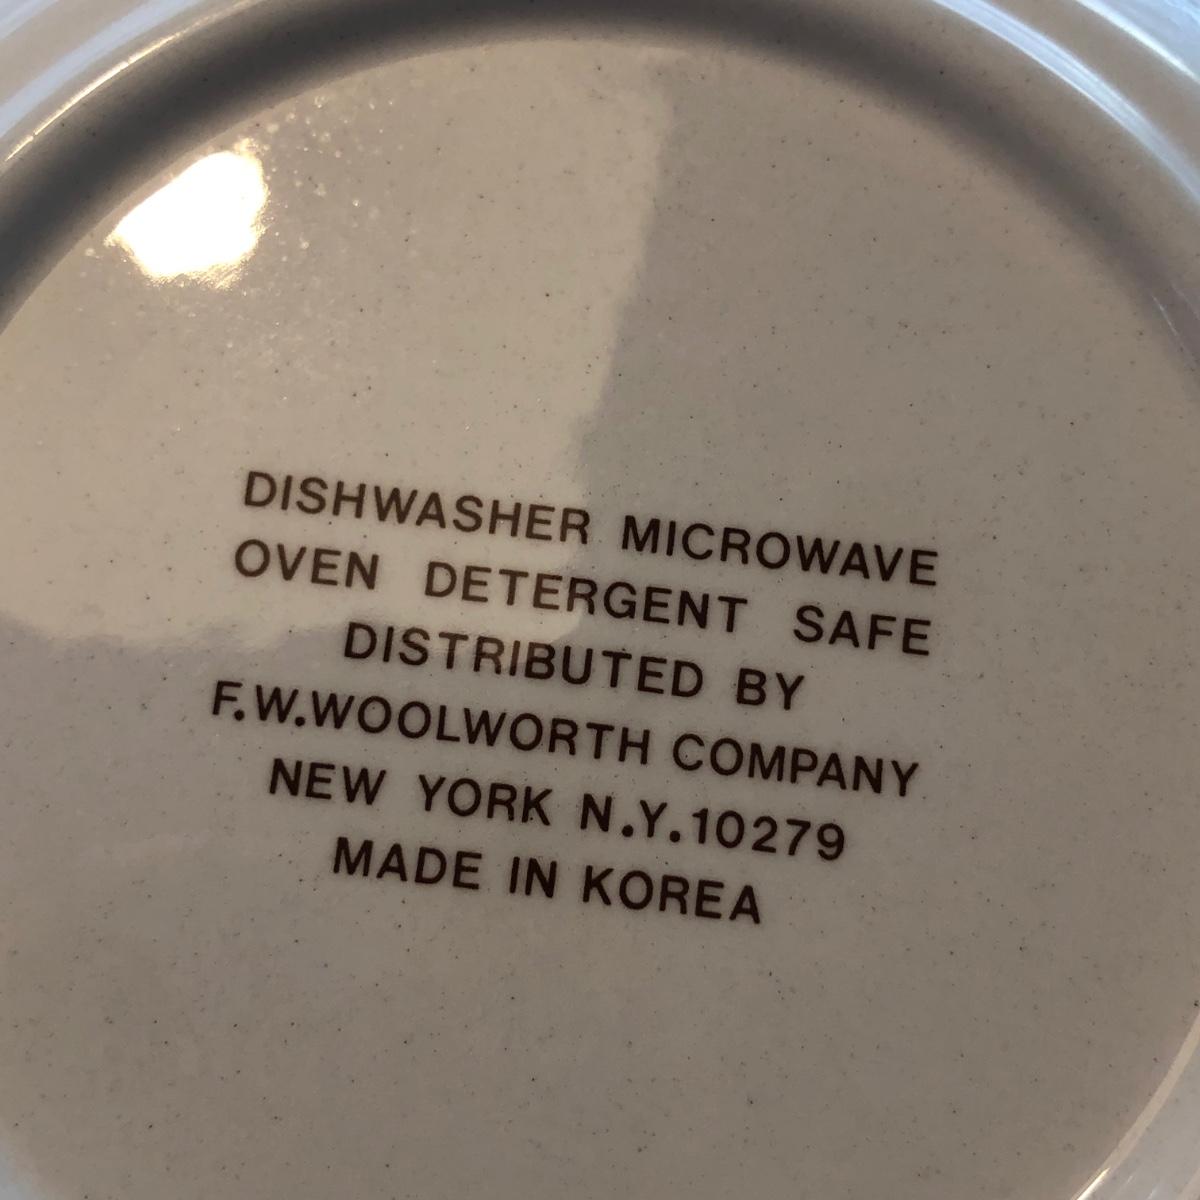 DISHWASHER MICROWAVE
OVEN DETERGENT SAFE
DISTRIBUTED BY
F.W.WOOLWORTH COMPANY
NEW YORK N.Y.10279
MADE IN KOREA